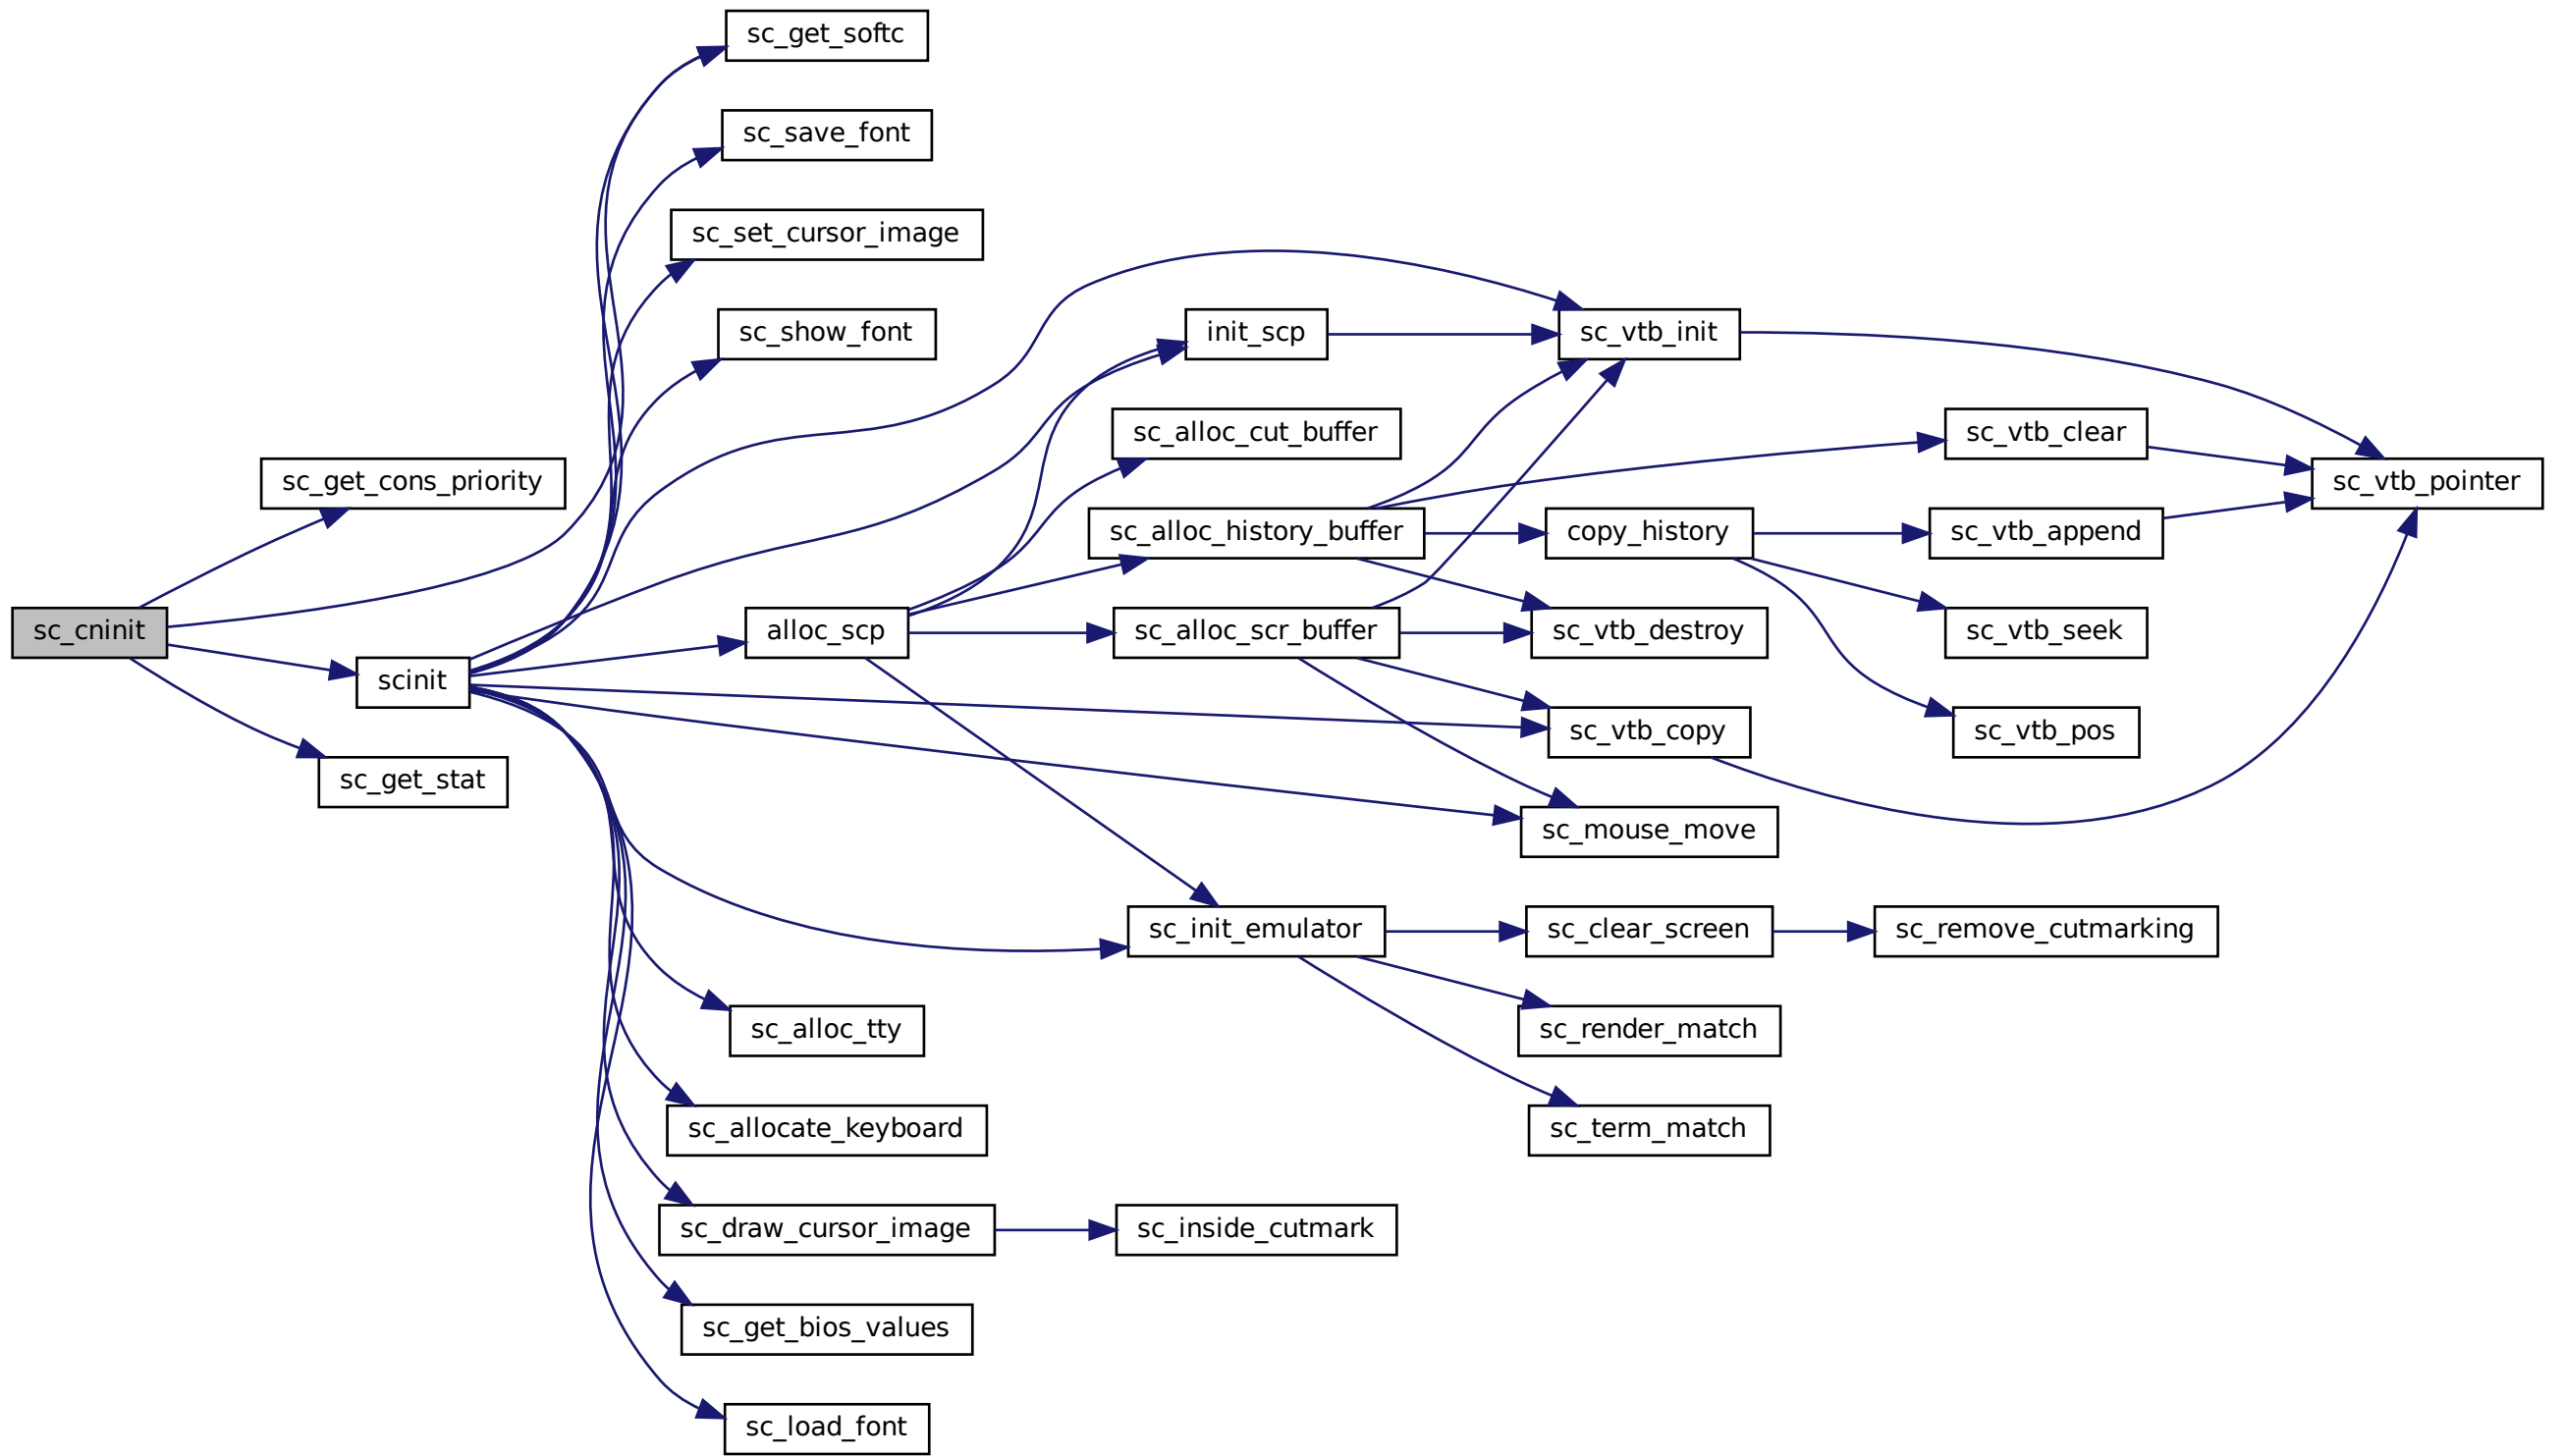 sc_get_softc
sc_save_font
sc_set_cursor_image
sc_show_font
init_scp
sc_vtb_init
sc_alloc_cut_buffer
sc_vtb_clear
sc_get_cons_priority
sc_vtb_pointer
sc_alloc_history_buffer
copy_history
sc_vtb_append
sc_cninit
alloc_scp
sc_alloc_scr_buffer
sc_vtb_destroy
sc_vtb_seek
scinit
sc_vtb_copy
sc_vtb_pos
sc_get_stat
sc_mouse_move
sc_init_emulator
sc_clear_screen
sc_remove_cutmarking
sc_alloc_tty
sc_render_match
sc_allocate_keyboard
sc_term_match
sc_draw_cursor_image
sc_inside_cutmark
sc_get_bios_values
sc_load_font